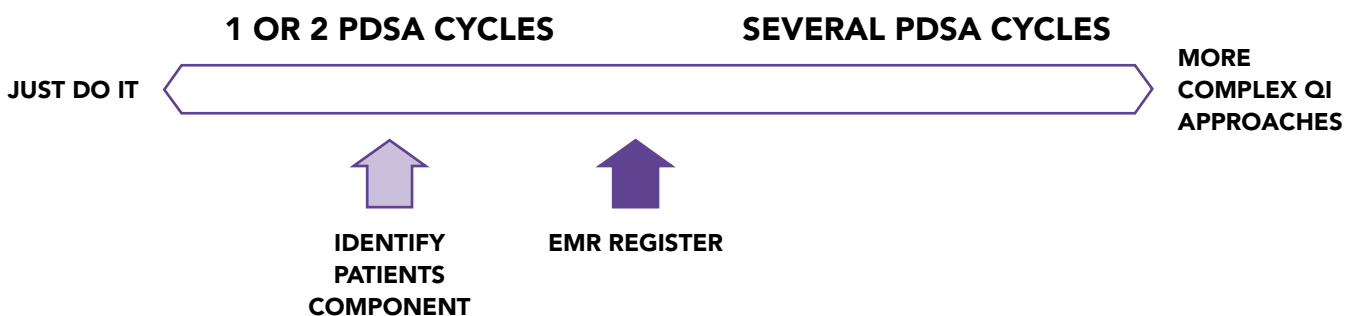 1 OR 2 PDSA CYCLES
SEVERAL PDSA CYCLES
JUST DO IT
MORE
COMPLEX QI
APPROACHES
IDENTIFY
PATIENTS
COMPONENT
EMR REGISTER